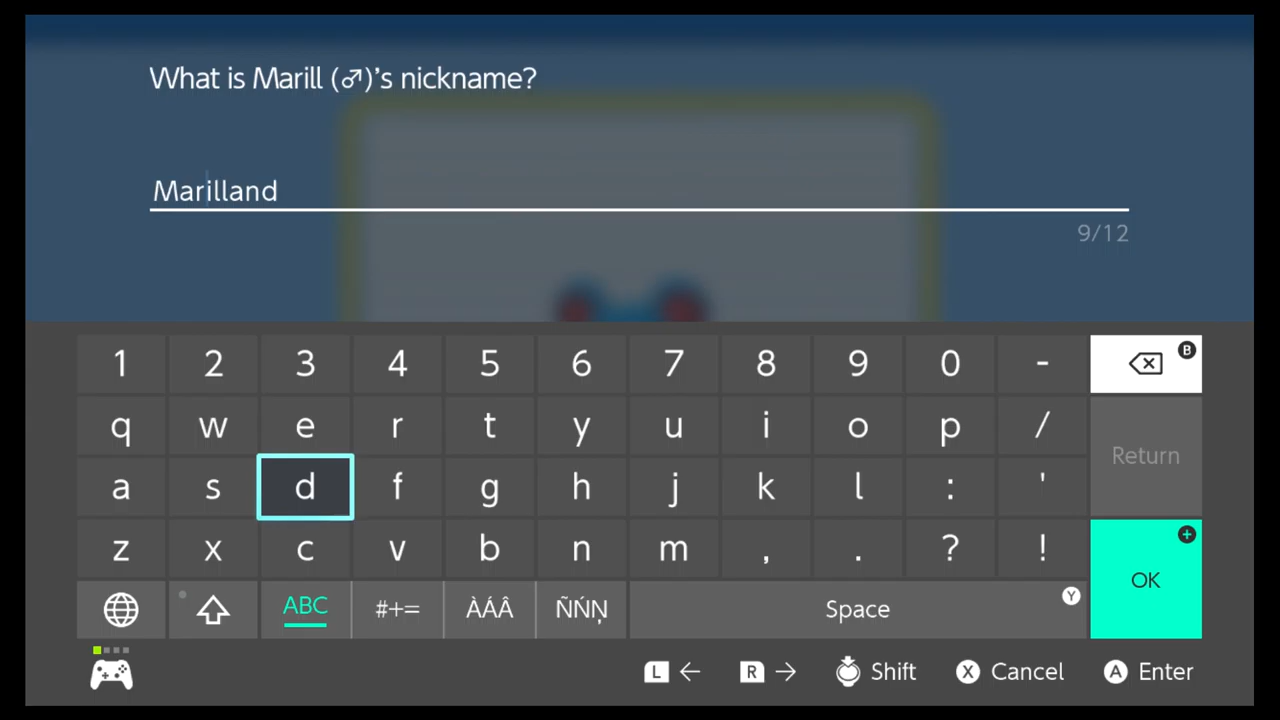 What is Marill (♂)'s nickname?
Marilland
9/12
1 2 3 4 5 6 7 8 9 0 - B
q w e r t y u i o p /
Return
a s d f g h j k l : '
z x c v b n m , . ? ! +
OK
ABC #+= ÀÁÂ ÑŃŅ Space Y
L ← R → Shift X Cancel A Enter